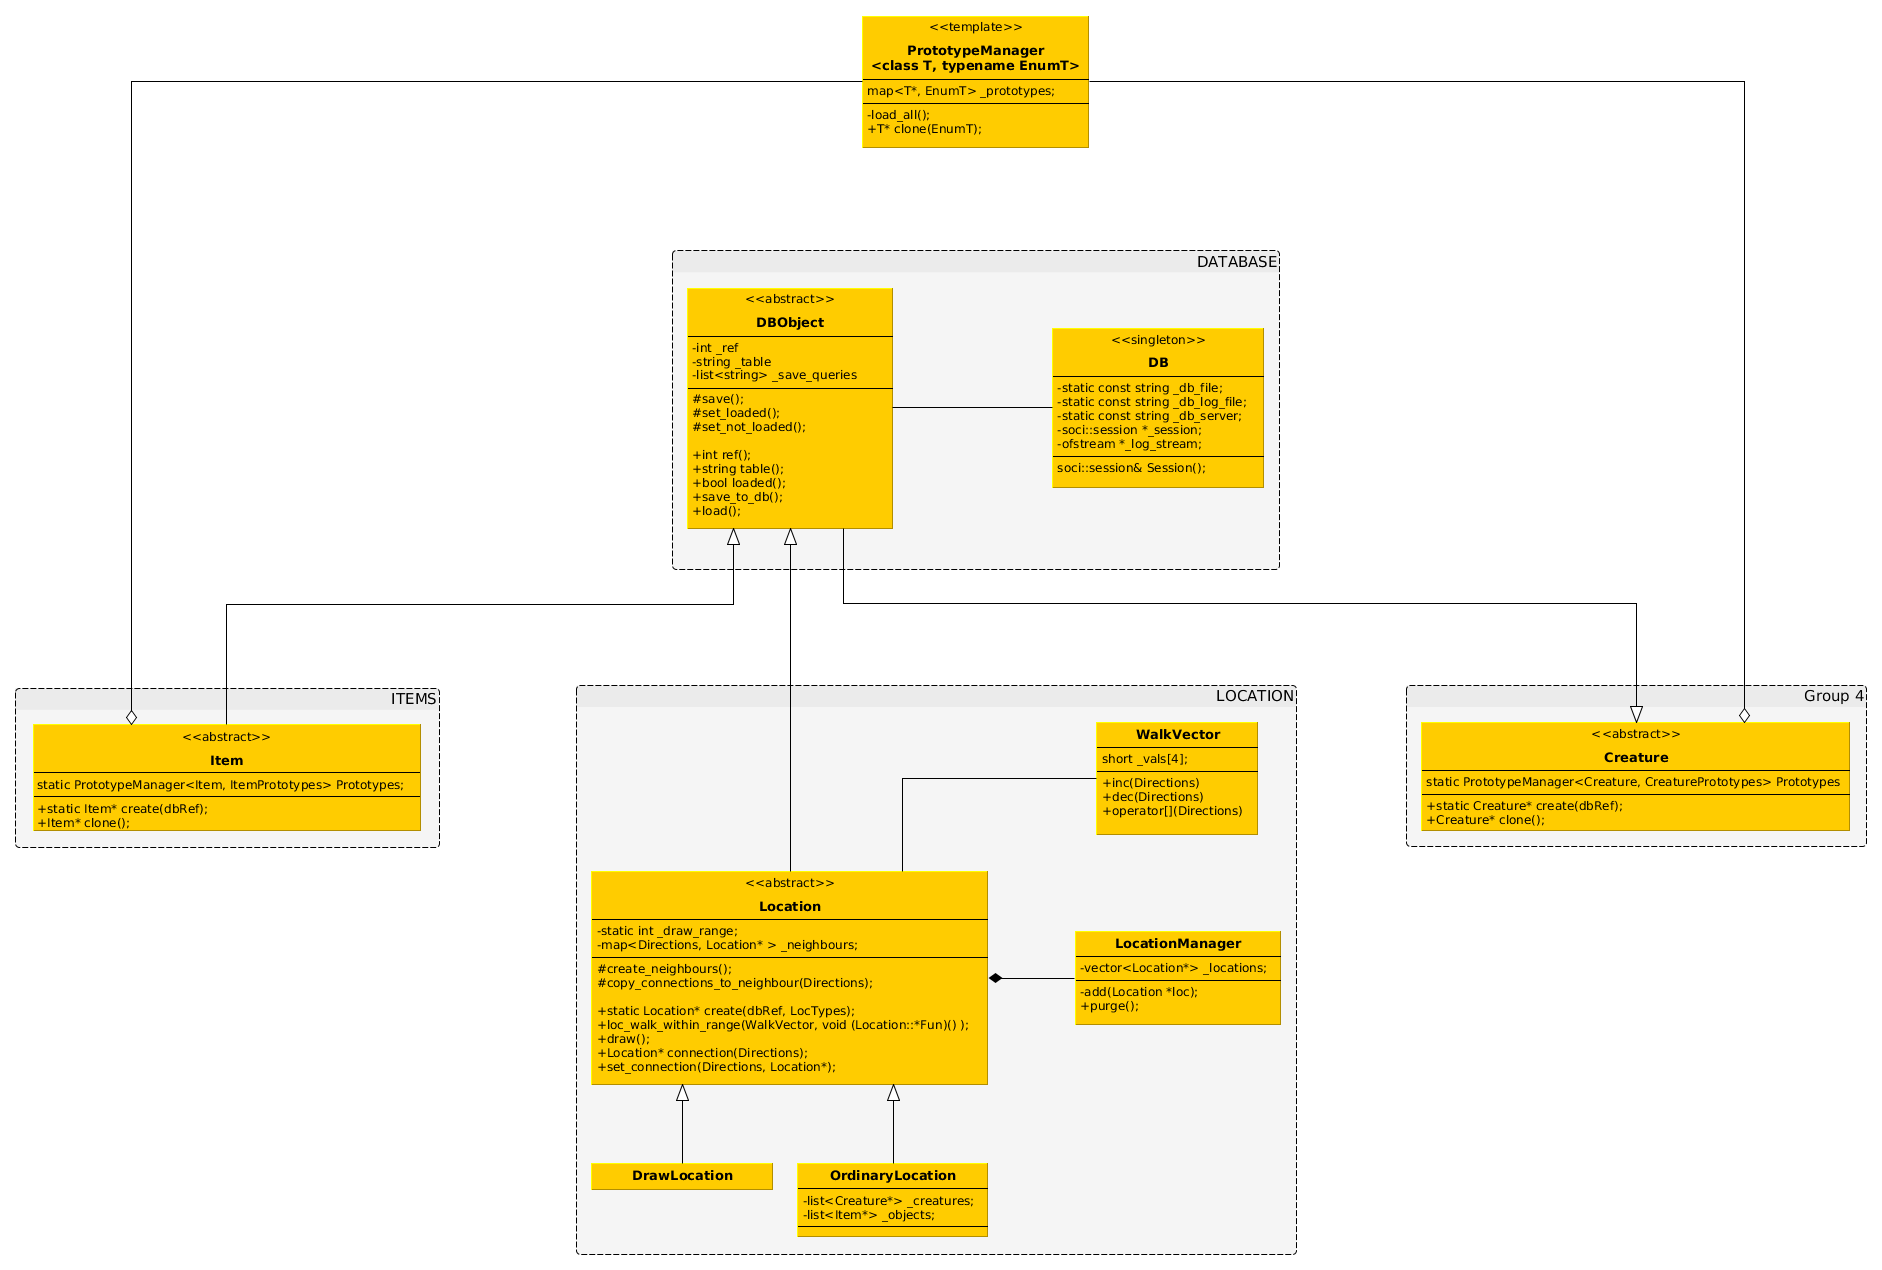 <<template>>
PrototypeManager
<class T, typename EnumT>
map<T*, EnumT> _prototypes;
-load_all();
+T* clone(EnumT);
DATABASE
<<abstract>>
DBObject
-int _ref
-string _table
-list<string> _save_queries
#save();
#set_loaded();
#set_not_loaded();
+int ref();
+string table();
+bool loaded();
+save_to_db();
+load();
<<singleton>>
DB
-static const string _db_file;
-static const string _db_log_file;
-static const string _db_server;
-soci::session *_session;
-ofstream *_log_stream;
soci::session& Session();
ITEMS
<<abstract>>
Item
static PrototypeManager<Item, ItemPrototypes> Prototypes;
+static Item* create(dbRef);
+Item* clone();
LOCATION
WalkVector
short _vals[4];
+inc(Directions)
+dec(Directions)
+operator[](Directions)
<<abstract>>
Location
-static int _draw_range;
-map<Directions, Location* > _neighbours;
#create_neighbours();
#copy_connections_to_neighbour(Directions);
+static Location* create(dbRef, LocTypes);
+loc_walk_within_range(WalkVector, void (Location::*Fun)() );
+draw();
+Location* connection(Directions);
+set_connection(Directions, Location*);
LocationManager
-vector<Location*> _locations;
-add(Location *loc);
+purge();
DrawLocation
OrdinaryLocation
-list<Creature*> _creatures;
-list<Item*> _objects;
Group 4
<<abstract>>
Creature
static PrototypeManager<Creature, CreaturePrototypes> Prototypes
+static Creature* create(dbRef);
+Creature* clone();